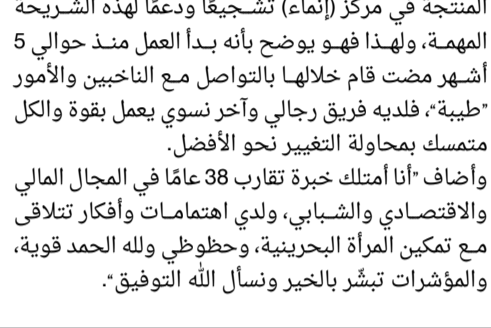 المنتجة في مركز (إنماء) تشجيعًا ودعمًا لهذه الشريحة
المهمة، ولهذا فهو يوضح بأنه بدأ العمل منذ حوالي 5
أشهر مضت قام خلالها بالتواصل مع الناخبين والأمور
"طيبة"، فلديه فريق رجالي وآخر نسوي يعمل بقوة والكل
متمسك بمحاولة التغيير نحو الأفضل.
وأضاف "أنا أمتلك خبرة تقارب 38 عامًا في المجال المالي
والاقتصادي والشبابي، ولدي اهتمامات وأفكار تتلاقى
مع تمكين المرأة البحرينية، وحظوظي ولله الحمد قوية،
والمؤشرات تبشّر بالخير ونسأل الله التوفيق".